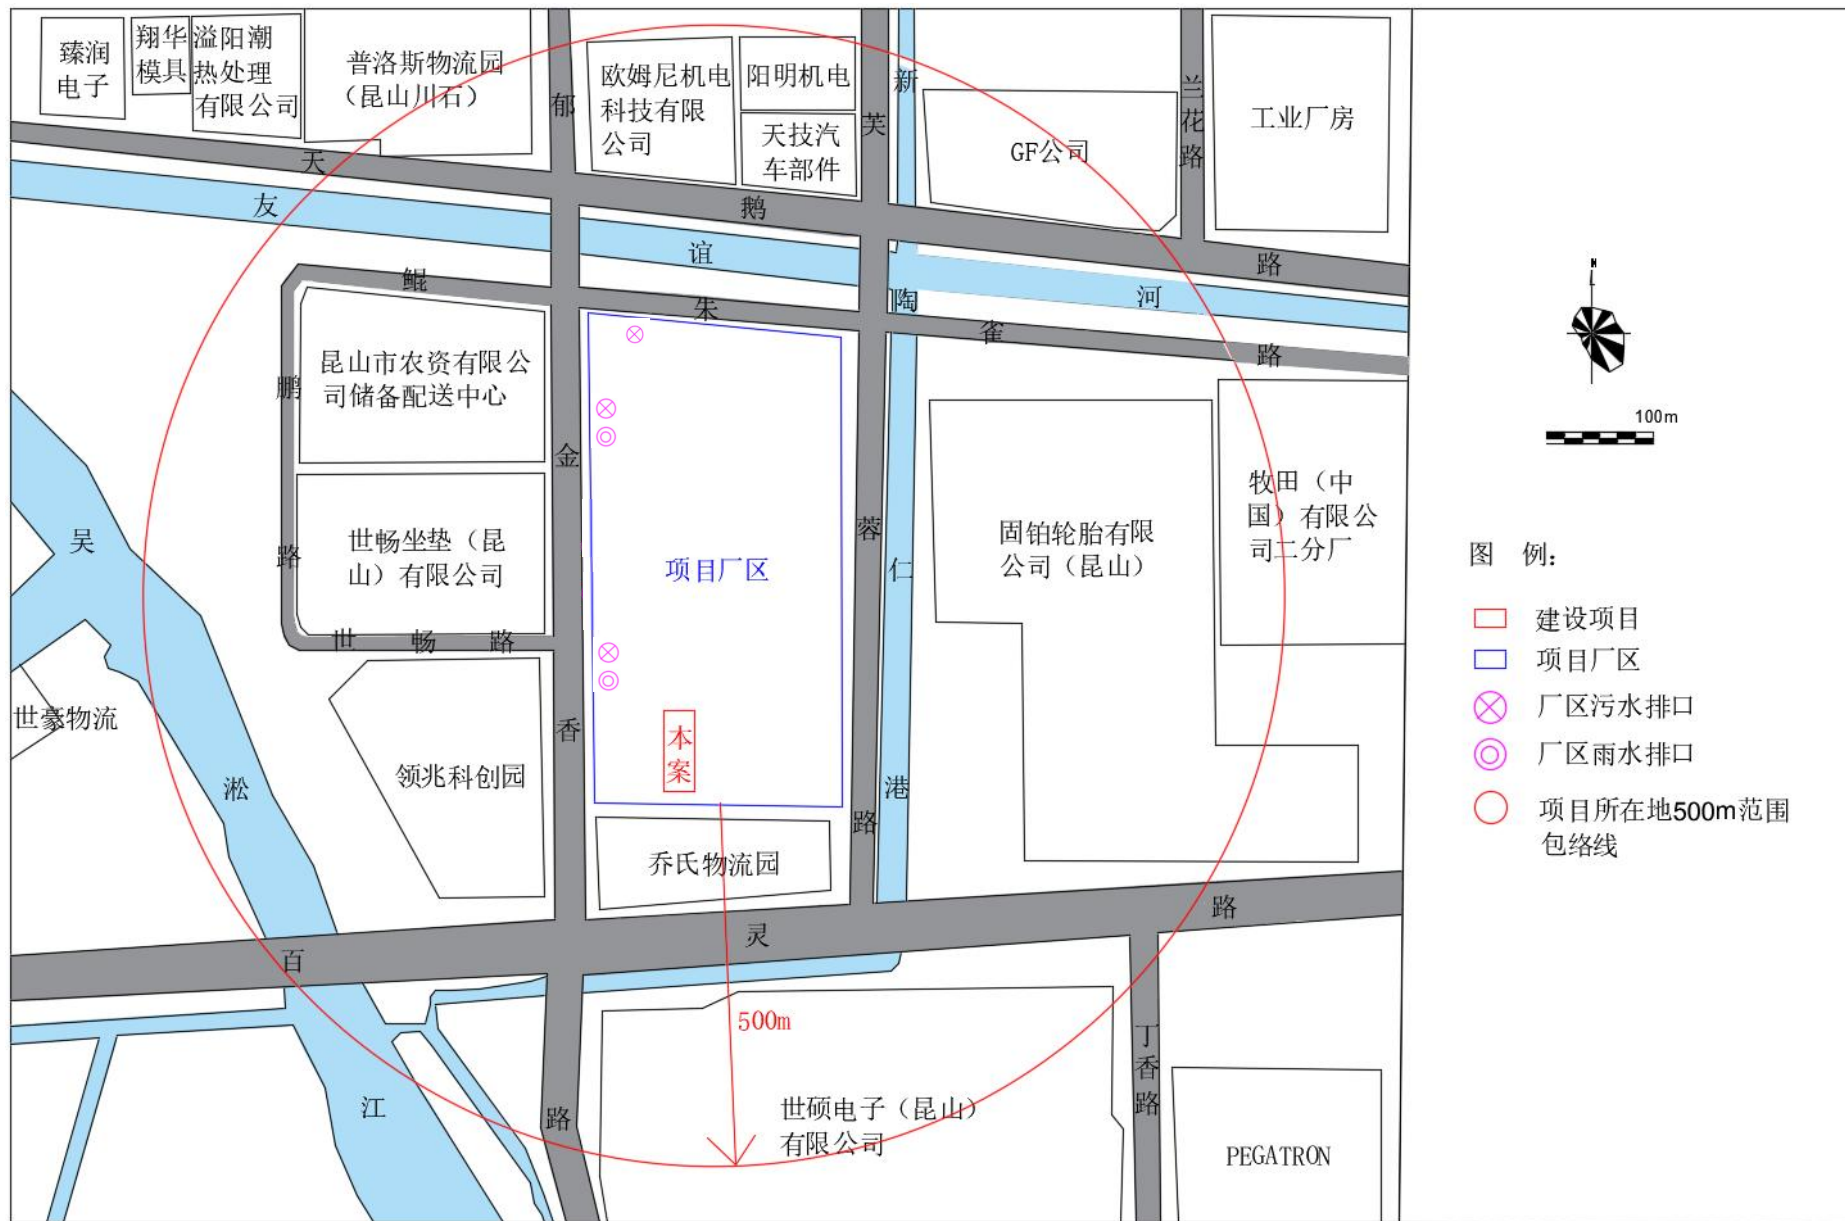 臻润
电子
翔华
模具
溢阳潮
热处理
有限公司
普洛斯物流园
（昆山川石）
欧姆尼机电
科技有限
公司
阳明机电
天技汽
车部件
GF公司
工业厂房
兰花路
天鹅路
友谊河
郁金香路
芙蓉路
新陶仁港
鲲鹏路
朱雀路
昆山市农资有限公
司储备配送中心
世畅坐垫（昆
山）有限公司
世畅路
项目厂区
固铂轮胎有限
公司（昆山）
牧田（中
国）有限公
司二分厂
吴淞江
世豪物流
领兆科创园
本案
乔氏物流园
百灵路
500m
丁香路
世硕电子（昆山）
有限公司
PEGATRON
N
100m
图 例：
建设项目
项目厂区
厂区污水排口
厂区雨水排口
项目所在地500m范围
包络线